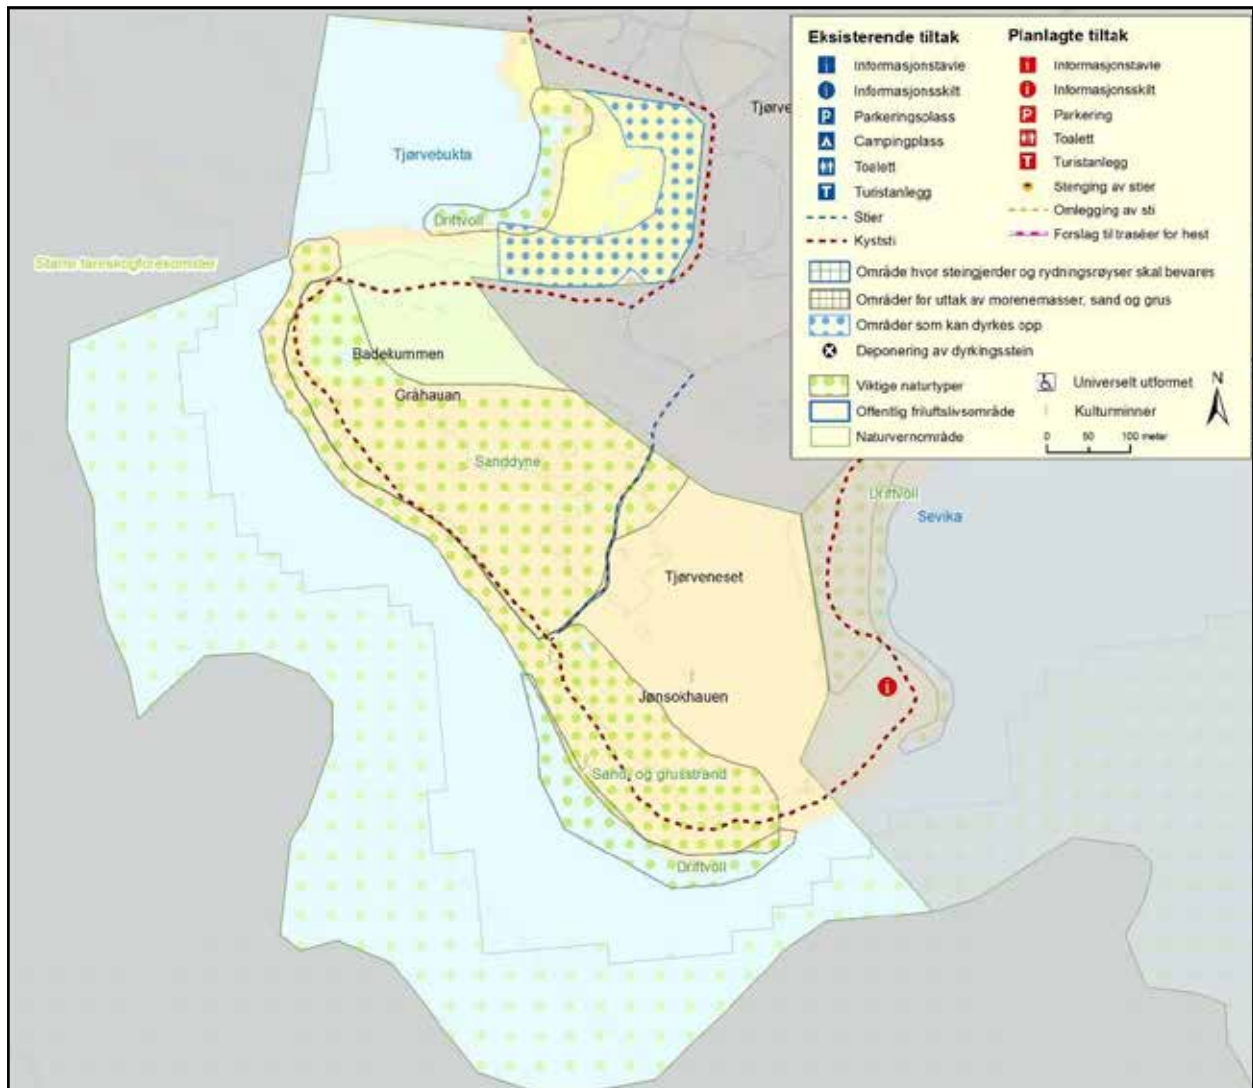 Eksisterende tiltak
Informasjonstavle
Informasjonsskilt
Parkeringsplass
Campingplass
Toalett
Turistanlegg
Stier
Kyststi
Planlagte tiltak
Informasjonstavle
Informasjonsskilt
Parkering
Toalett
Turistanlegg
Stenging av stier
Omlegging av sti
Forslag til traséer for hest
Område hvor steingjerder og rydningsrøyser skal bevares
Områder for uttak av morenemasser, sand og grus
Områder som kan dyrkes opp
Deponering av dyrkingsstein
Viktige naturtyper
Offentlig friluftslivsområde
Naturvernområde
Universelt utformet
Kulturminner
N
0 50 100 meter
Tjørve
Tjørvebukta
Driftvoll
Større tareskogforekomster
Badekummen
Gråhauan
Sanddyne
Driftvoll
Sevika
Tjørveneset
Jønsokhauen
Sand- og grusstrand
Driftvoll